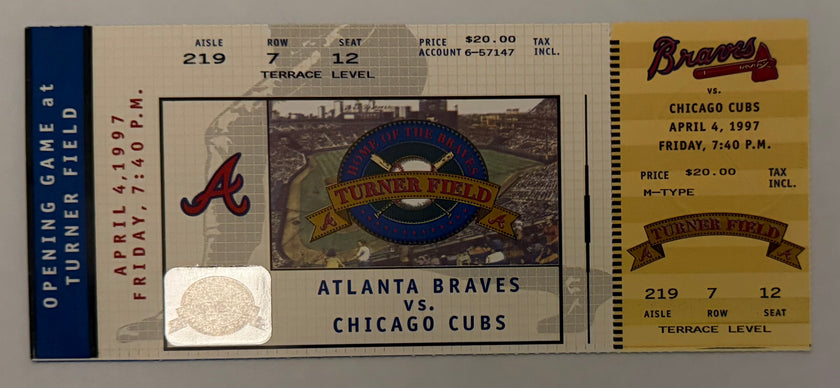 OPENING GAME at
TURNER FIELD
APRIL 4, 1997
FRIDAY, 7:40 P.M.
AISLE ROW SEAT
219 7 12
TERRACE LEVEL
PRICE $20.00 TAX
ACCOUNT 6-57147 INCL.
A
HOME OF THE BRAVES
TURNER FIELD
A A
ATLANTA BRAVES
vs.
CHICAGO CUBS
Braves
vs.
CHICAGO CUBS
APRIL 4, 1997
FRIDAY, 7:40 P.M.
PRICE $20.00 TAX
M-TYPE INCL.
TURNER FIELD
A A
219 7 12
AISLE ROW SEAT
TERRACE LEVEL